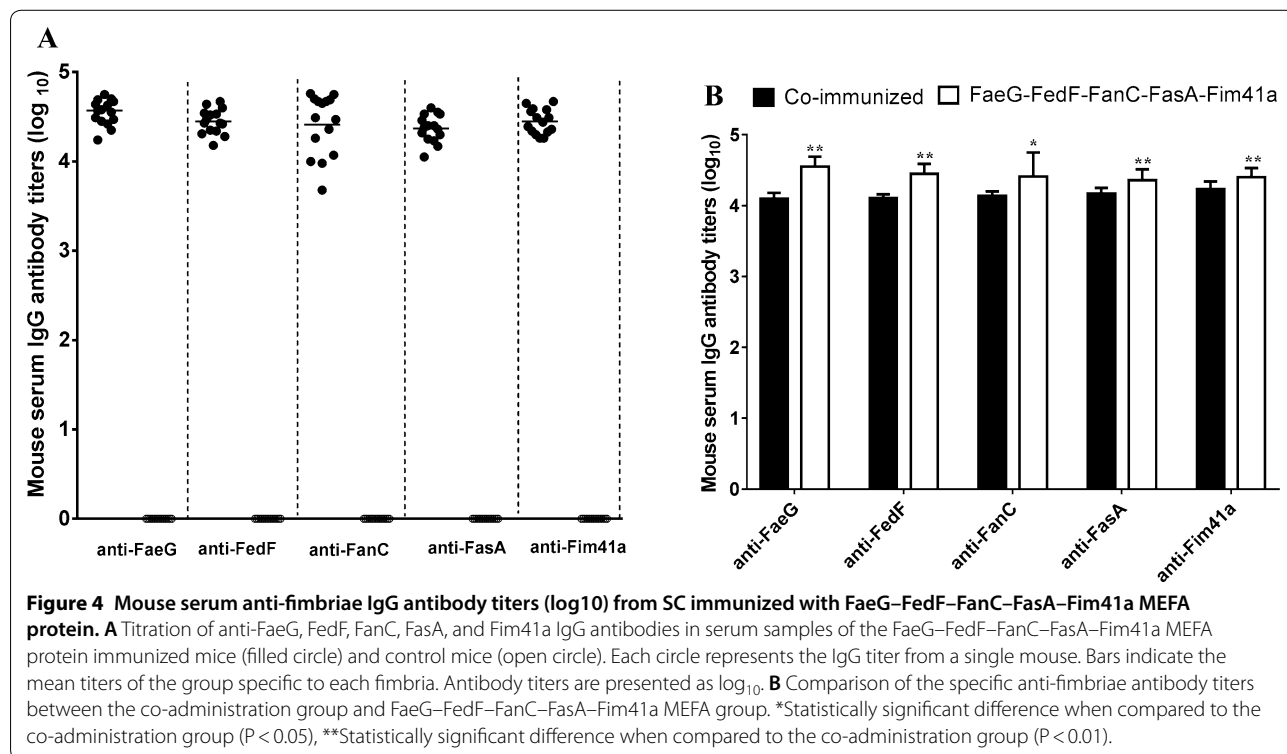 A
Mouse serum IgG antibody titers (log 10)
5
4
3
2
1
0
anti-FaeG anti-FedF anti-FanC anti-FasA anti-Fim41a
B Co-immunized FaeG-FedF-FanC-FasA-Fim41a
Mouse serum IgG antibody titers (log10)
5
4
3
2
1
0
** ** * ** **
anti-FaeG anti-FedF anti-FanC anti-FasA anti-Fim41a
Figure 4 Mouse serum anti-fimbriae IgG antibody titers (log10) from SC immunized with FaeG–FedF–FanC–FasA–Fim41a MEFA
protein. A Titration of anti-FaeG, FedF, FanC, FasA, and Fim41a IgG antibodies in serum samples of the FaeG–FedF–FanC–FasA–Fim41a MEFA
protein immunized mice (filled circle) and control mice (open circle). Each circle represents the IgG titer from a single mouse. Bars indicate the
mean titers of the group specific to each fimbria. Antibody titers are presented as log10. B Comparison of the specific anti-fimbriae antibody titers
between the co-administration group and FaeG–FedF–FanC–FasA–Fim41a MEFA group. *Statistically significant difference when compared to the
co-administration group (P < 0.05), **Statistically significant difference when compared to the co-administration group (P < 0.01).